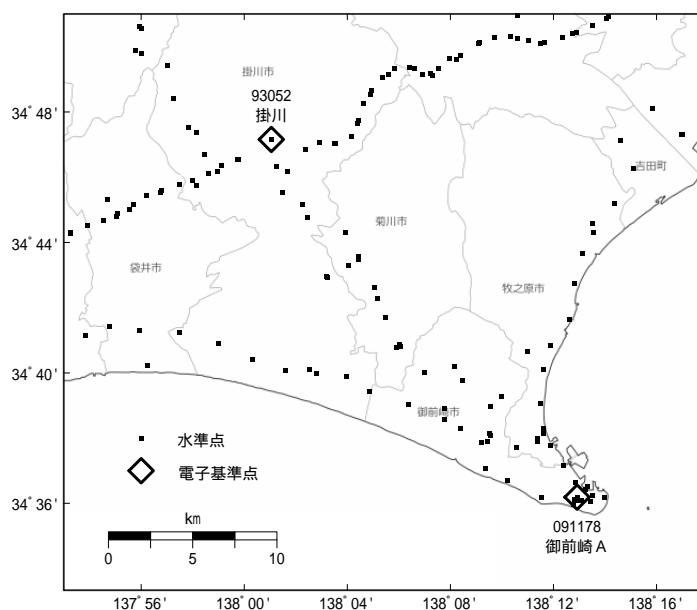 掛川市
93052
掛川
34˚ 48'
吉田町
菊川市
34˚ 44'
袋井市
牧之原市
34˚ 40'
御前崎市
水準点
電子基準点
34˚ 36'
km
0 5 10
091178
御前崎A
137˚ 56' 138˚ 00' 138˚ 04' 138˚ 08' 138˚ 12' 138˚ 16'